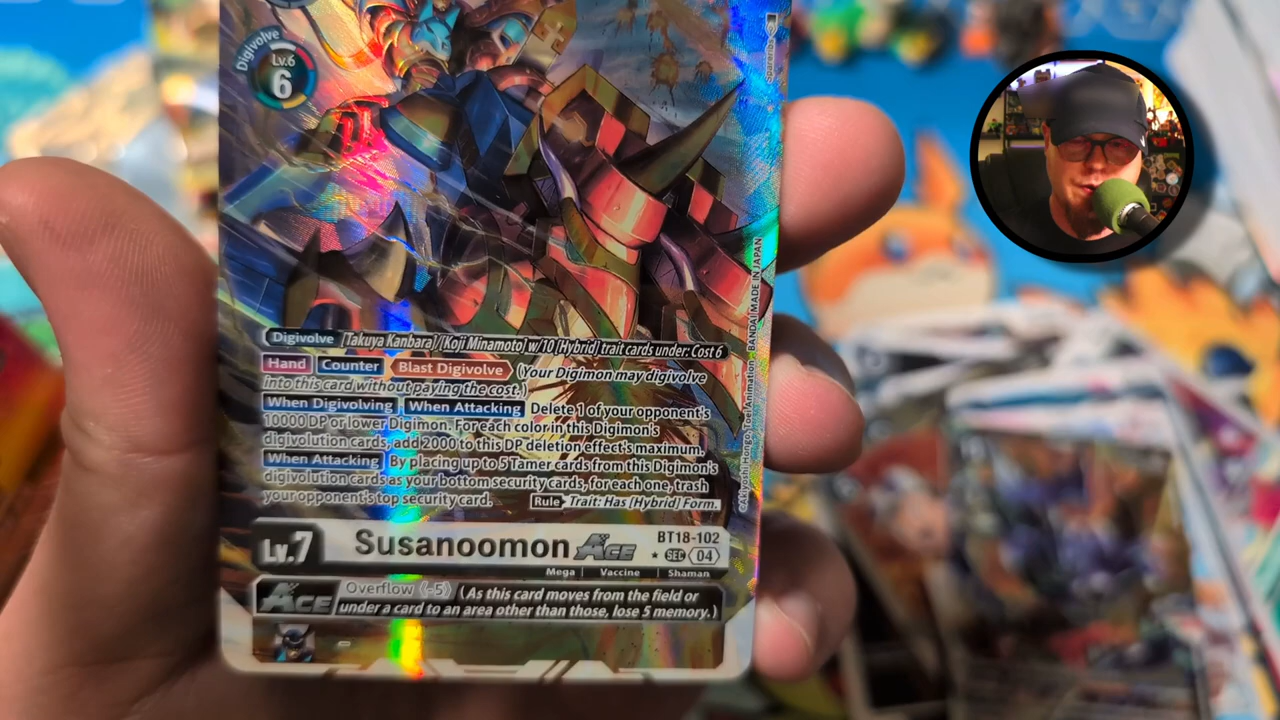 Digivolve
Lv.6
6
Digivolve [Takuya Kanbara]/[Koji Minamoto] w/10 [Hybrid] trait cards under: Cost 6
Hand Counter Blast Digivolve (Your Digimon may digivolve
into this card without paying the cost.)
When Digivolving When Attacking Delete 1 of your opponent's
10000 DP or lower Digimon. For each color in this Digimon's
digivolution cards, add 2000 to this DP deletion effect's maximum.
When Attacking By placing up to 5 Tamer cards from this Digimon's
digivolution cards as your bottom security cards, for each one, trash
your opponent's top security card. Rule Trait: Has [Hybrid] Form.
Lv.7 Susanoomon ACE BT18-102
SEC 04
Mega | Vaccine | Shaman
ACE Overflow《-5》 (As this card moves from the field or
under a card to an area other than those, lose 5 memory.)
-
©Akiyoshi Hongo, Toei Animation BANDAI MADE IN JAPAN